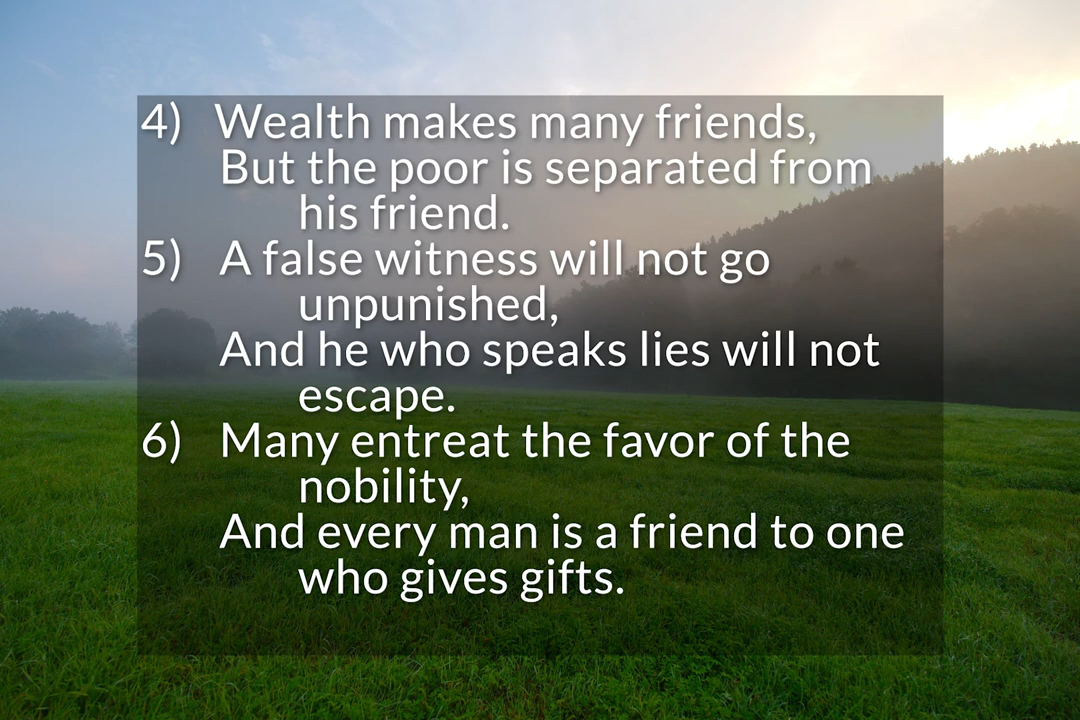 4) Wealth makes many friends,
But the poor is separated from
his friend.
5) A false witness will not go
unpunished,
And he who speaks lies will not
escape.
6) Many entreat the favor of the
nobility,
And every man is a friend to one
who gives gifts.